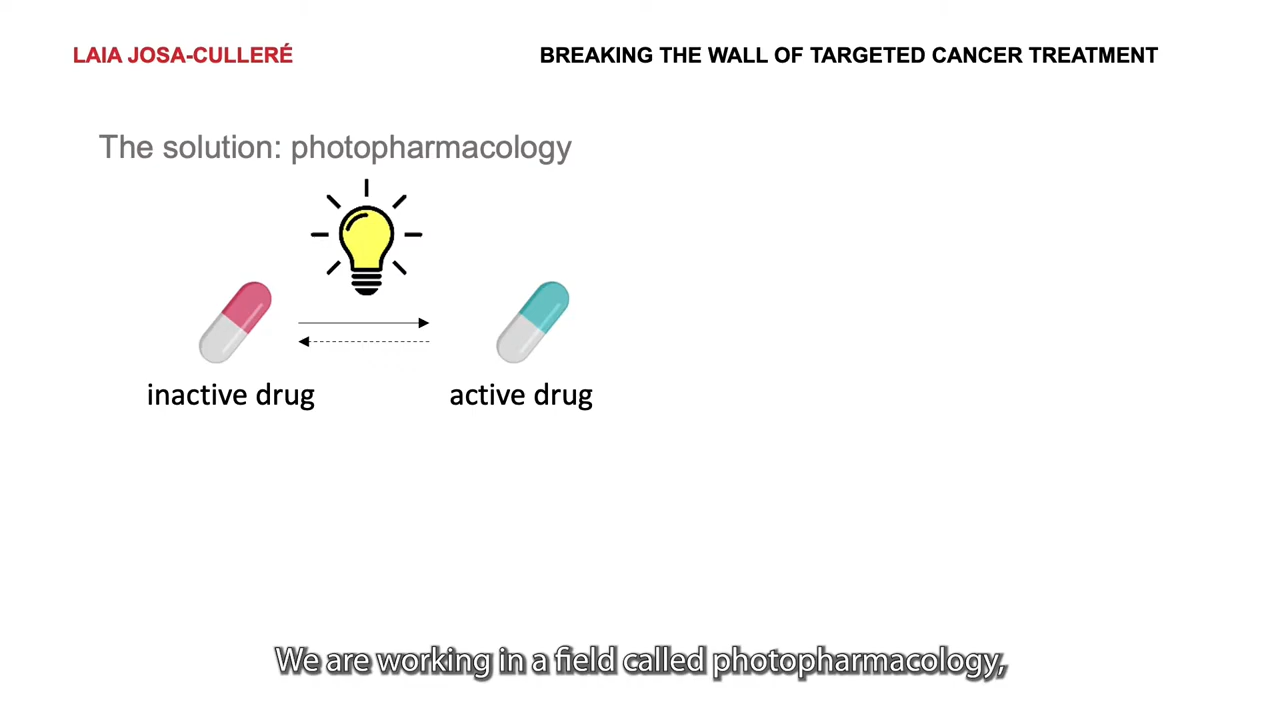 LAIA JOSA-CULLERÉ
BREAKING THE WALL OF TARGETED CANCER TREATMENT
The solution: photopharmacology
inactive drug
active drug
We are working in a field called photopharmacology,